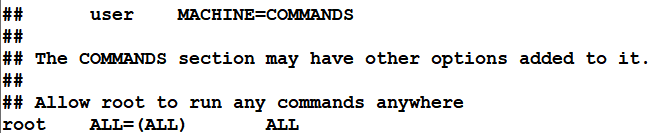 ##      user    MACHINE=COMMANDS
##
## The COMMANDS section may have other options added to it.
##
## Allow root to run any commands anywhere
root    ALL=(ALL)       ALL